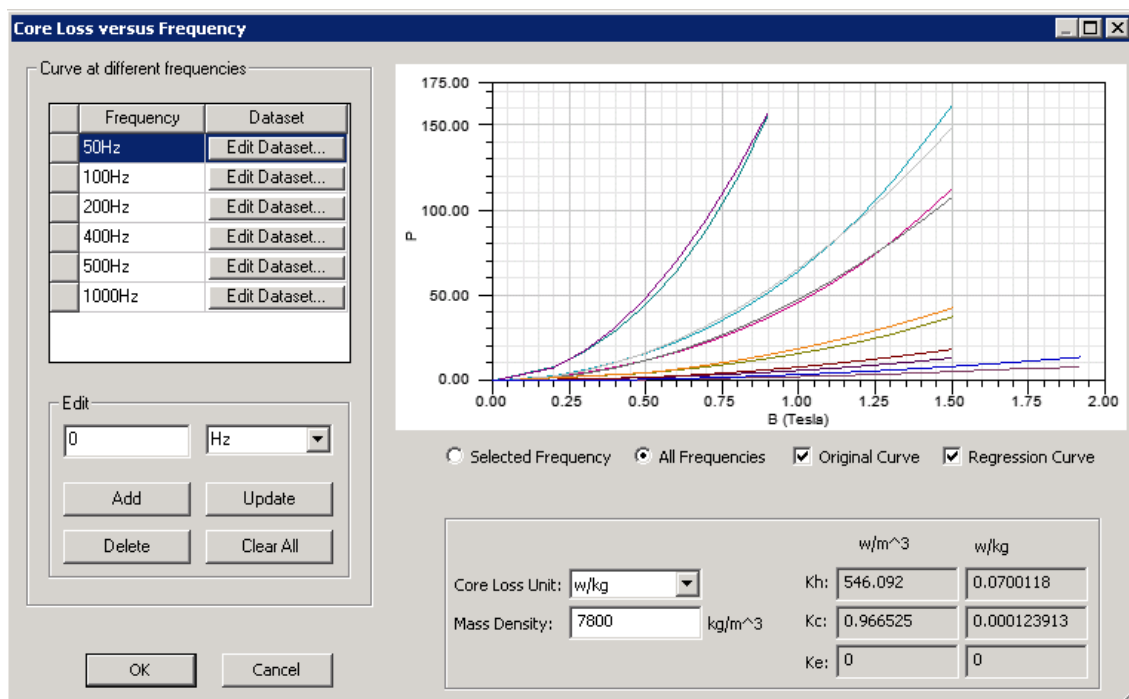 Core Loss versus Frequency
Curve at different frequencies
Frequency Dataset
50Hz Edit Dataset...
100Hz Edit Dataset...
200Hz Edit Dataset...
400Hz Edit Dataset...
500Hz Edit Dataset...
1000Hz Edit Dataset...
Edit
0 Hz
Add Update
Delete Clear All
OK Cancel
175.00
150.00
100.00
50.00
0.00
P
0.00 0.25 0.50 0.75 1.00 1.25 1.50 1.75 2.00
B (Tesla)
Selected Frequency All Frequencies Original Curve Regression Curve
w/m^3 w/kg
Core Loss Unit: w/kg Kh: 546.092 0.0700118
Mass Density: 7800 kg/m^3 Kc: 0.966525 0.000123913
Ke: 0 0